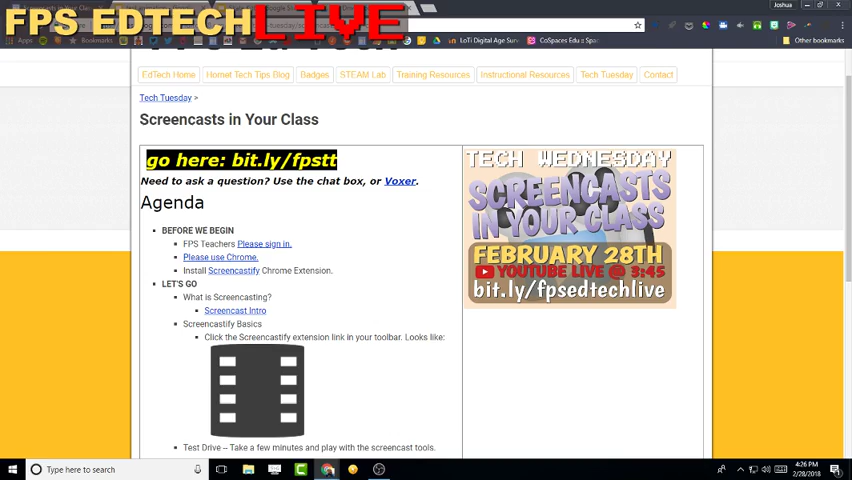 FPS EDTECHLIVE
Joshua
Apps
Bookmarks
LoTi Digital Age Sur
CoSpaces Edu :: Spac
Other bookmarks
EdTech Home
Hornet Tech Tips Blog
Badges
STEAM Lab
Training Resources
Instructional Resources
Tech Tuesday
Contact
Tech Tuesday >
Screencasts in Your Class
go here: bit.ly/fpstt
Need to ask a question? Use the chat box, or Voxer.
Agenda
BEFORE WE BEGIN
FPS Teachers Please sign in.
Please use Chrome.
Install Screencastify Chrome Extension.
LET'S GO
What is Screencasting?
Screencast Intro
Screencastify Basics
Click the Screencastify extension link in your toolbar. Looks like:
Test Drive – Take a few minutes and play with the screencast tools.
TECH WEDNESDAY
SCREENCASTS
IN YOUR CLASS
FEBRUARY 28TH
YOUTUBE LIVE @ 3:45
bit.ly/fpsedtechlive
Type here to search
4:26 PM
2/28/2018